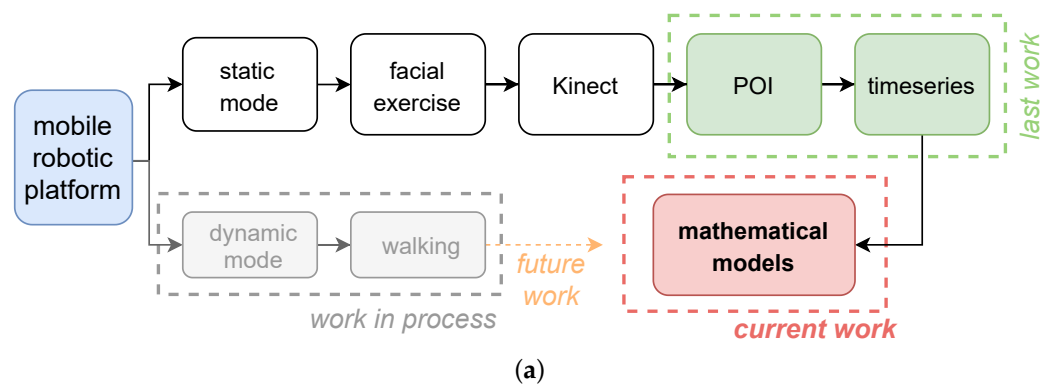 mobile
robotic
platform
static
mode
facial
exercise
Kinect
POI
timeseries
last work
dynamic
mode
walking
work in process
future
work
mathematical
models
current work
(a)